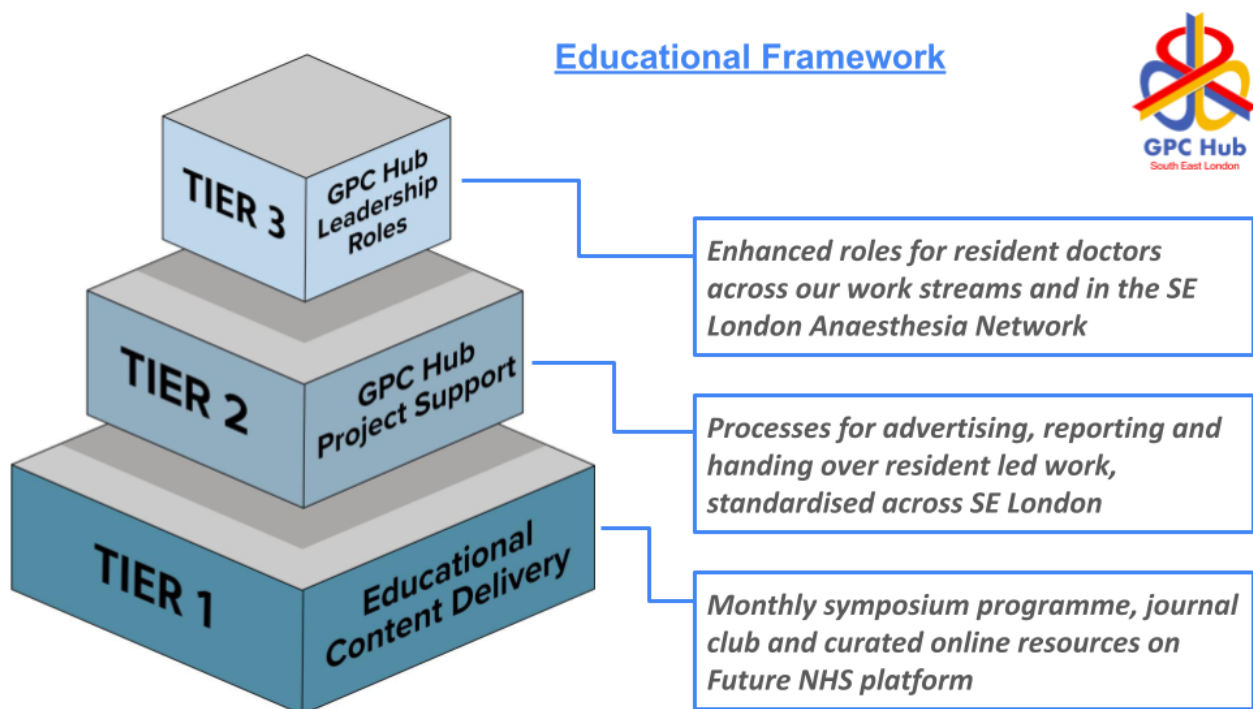 Educational Framework
GPC Hub
South East London
TIER 3
GPC Hub
Leadership
Roles
Enhanced roles for resident doctors
across our work streams and in the SE
London Anaesthesia Network
TIER 2
GPC Hub
Project Support
Processes for advertising, reporting and
handing over resident led work,
standardised across SE London
TIER 1
Educational
Content Delivery
Monthly symposium programme, journal
club and curated online resources on
Future NHS platform